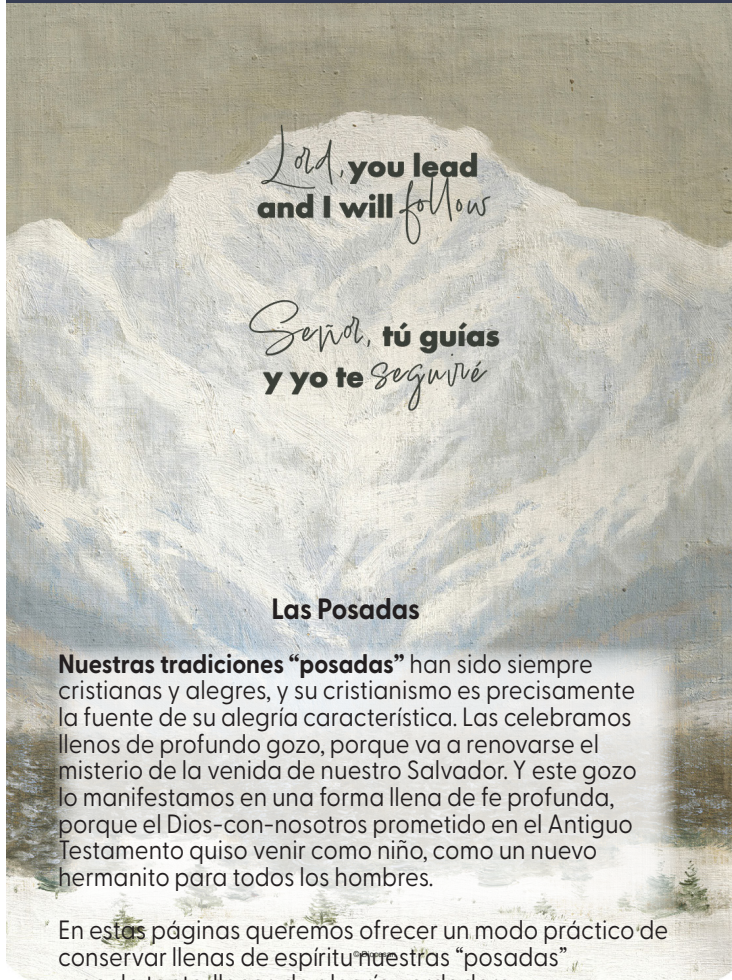 Lord, you lead
and I will follow
Señor, tú guías
y yo te seguiré
Las Posadas
Nuestras tradiciones “posadas” han sido siempre
cristianas y alegres, y su cristianismo es precisamente
la fuente de su alegría característica. Las celebramos
llenos de profundo gozo, porque va a renovarse el
misterio de la venida de nuestro Salvador. Y este gozo
lo manifestamos en una forma llena de fe profunda,
porque el Dios-con-nosotros prometido en el Antiguo
Testamento quiso venir como niño, como un nuevo
hermanito para todos los hombres.
En estas páginas queremos ofrecer un modo práctico de
conservar llenas de espíritu nuestras “posadas”